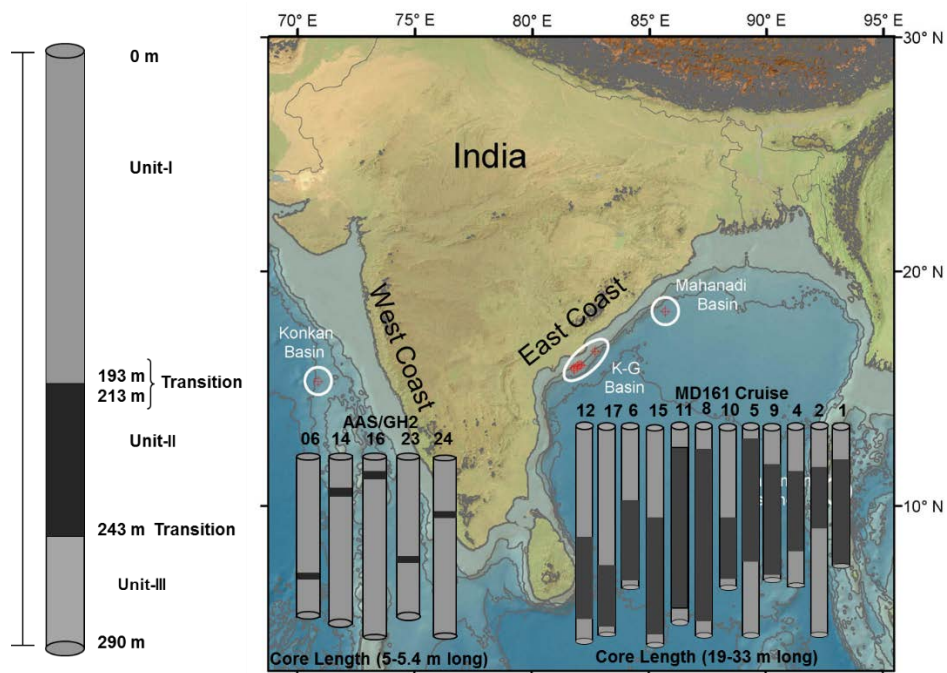 70° E 75° E 80° E 85° E 90° E 95° E
30° N
20° N
10° N
0 m
Unit-I
193 m
213 m
Transition
Unit-II
243 m Transition
Unit-III
290 m
India
West Coast
East Coast
Konkan
Basin
Mahanadi
Basin
K-G
Basin
AAS/GH2
06 14 16 23 24
Core Length (5-5.4 m long)
MD161 Cruise
12 17 6 15 11 8 10 5 9 4 2 1
Core Length (19-33 m long)